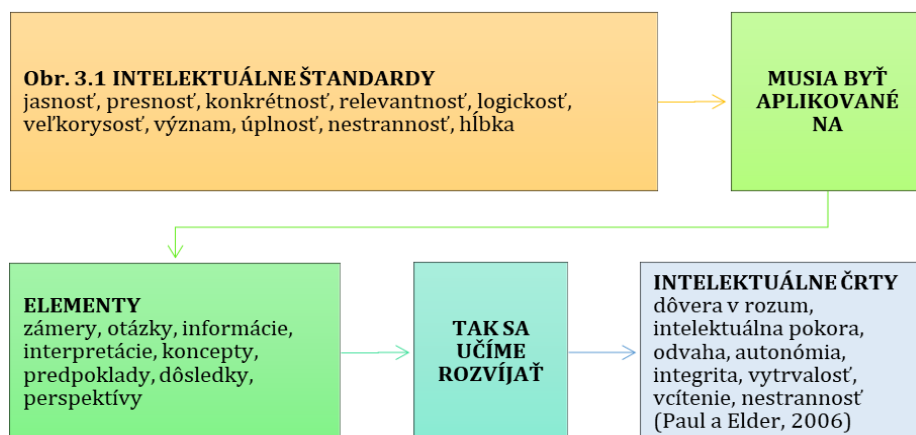 Obr. 3.1 INTELEKTUÁLNE ŠTANDARDY
jasnosť, presnosť, konkrétnosť, relevantnosť, logickosť,
veľkorysosť, význam, úplnosť, nestrannosť, hĺbka
MUSIA BYŤ
APLIKOVANÉ
NA
ELEMENTY
zámery, otázky, informácie,
interpretácie, koncepty,
predpoklady, dôsledky,
perspektívy
TAK SA
UČÍME
ROZVÍJAŤ
INTELEKTUÁLNE ČRTY
dôvera v rozum,
intelektuálna pokora,
odvaha, autonómia,
integrita, vytrvalosť,
vcítenie, nestrannosť
(Paul a Elder, 2006)